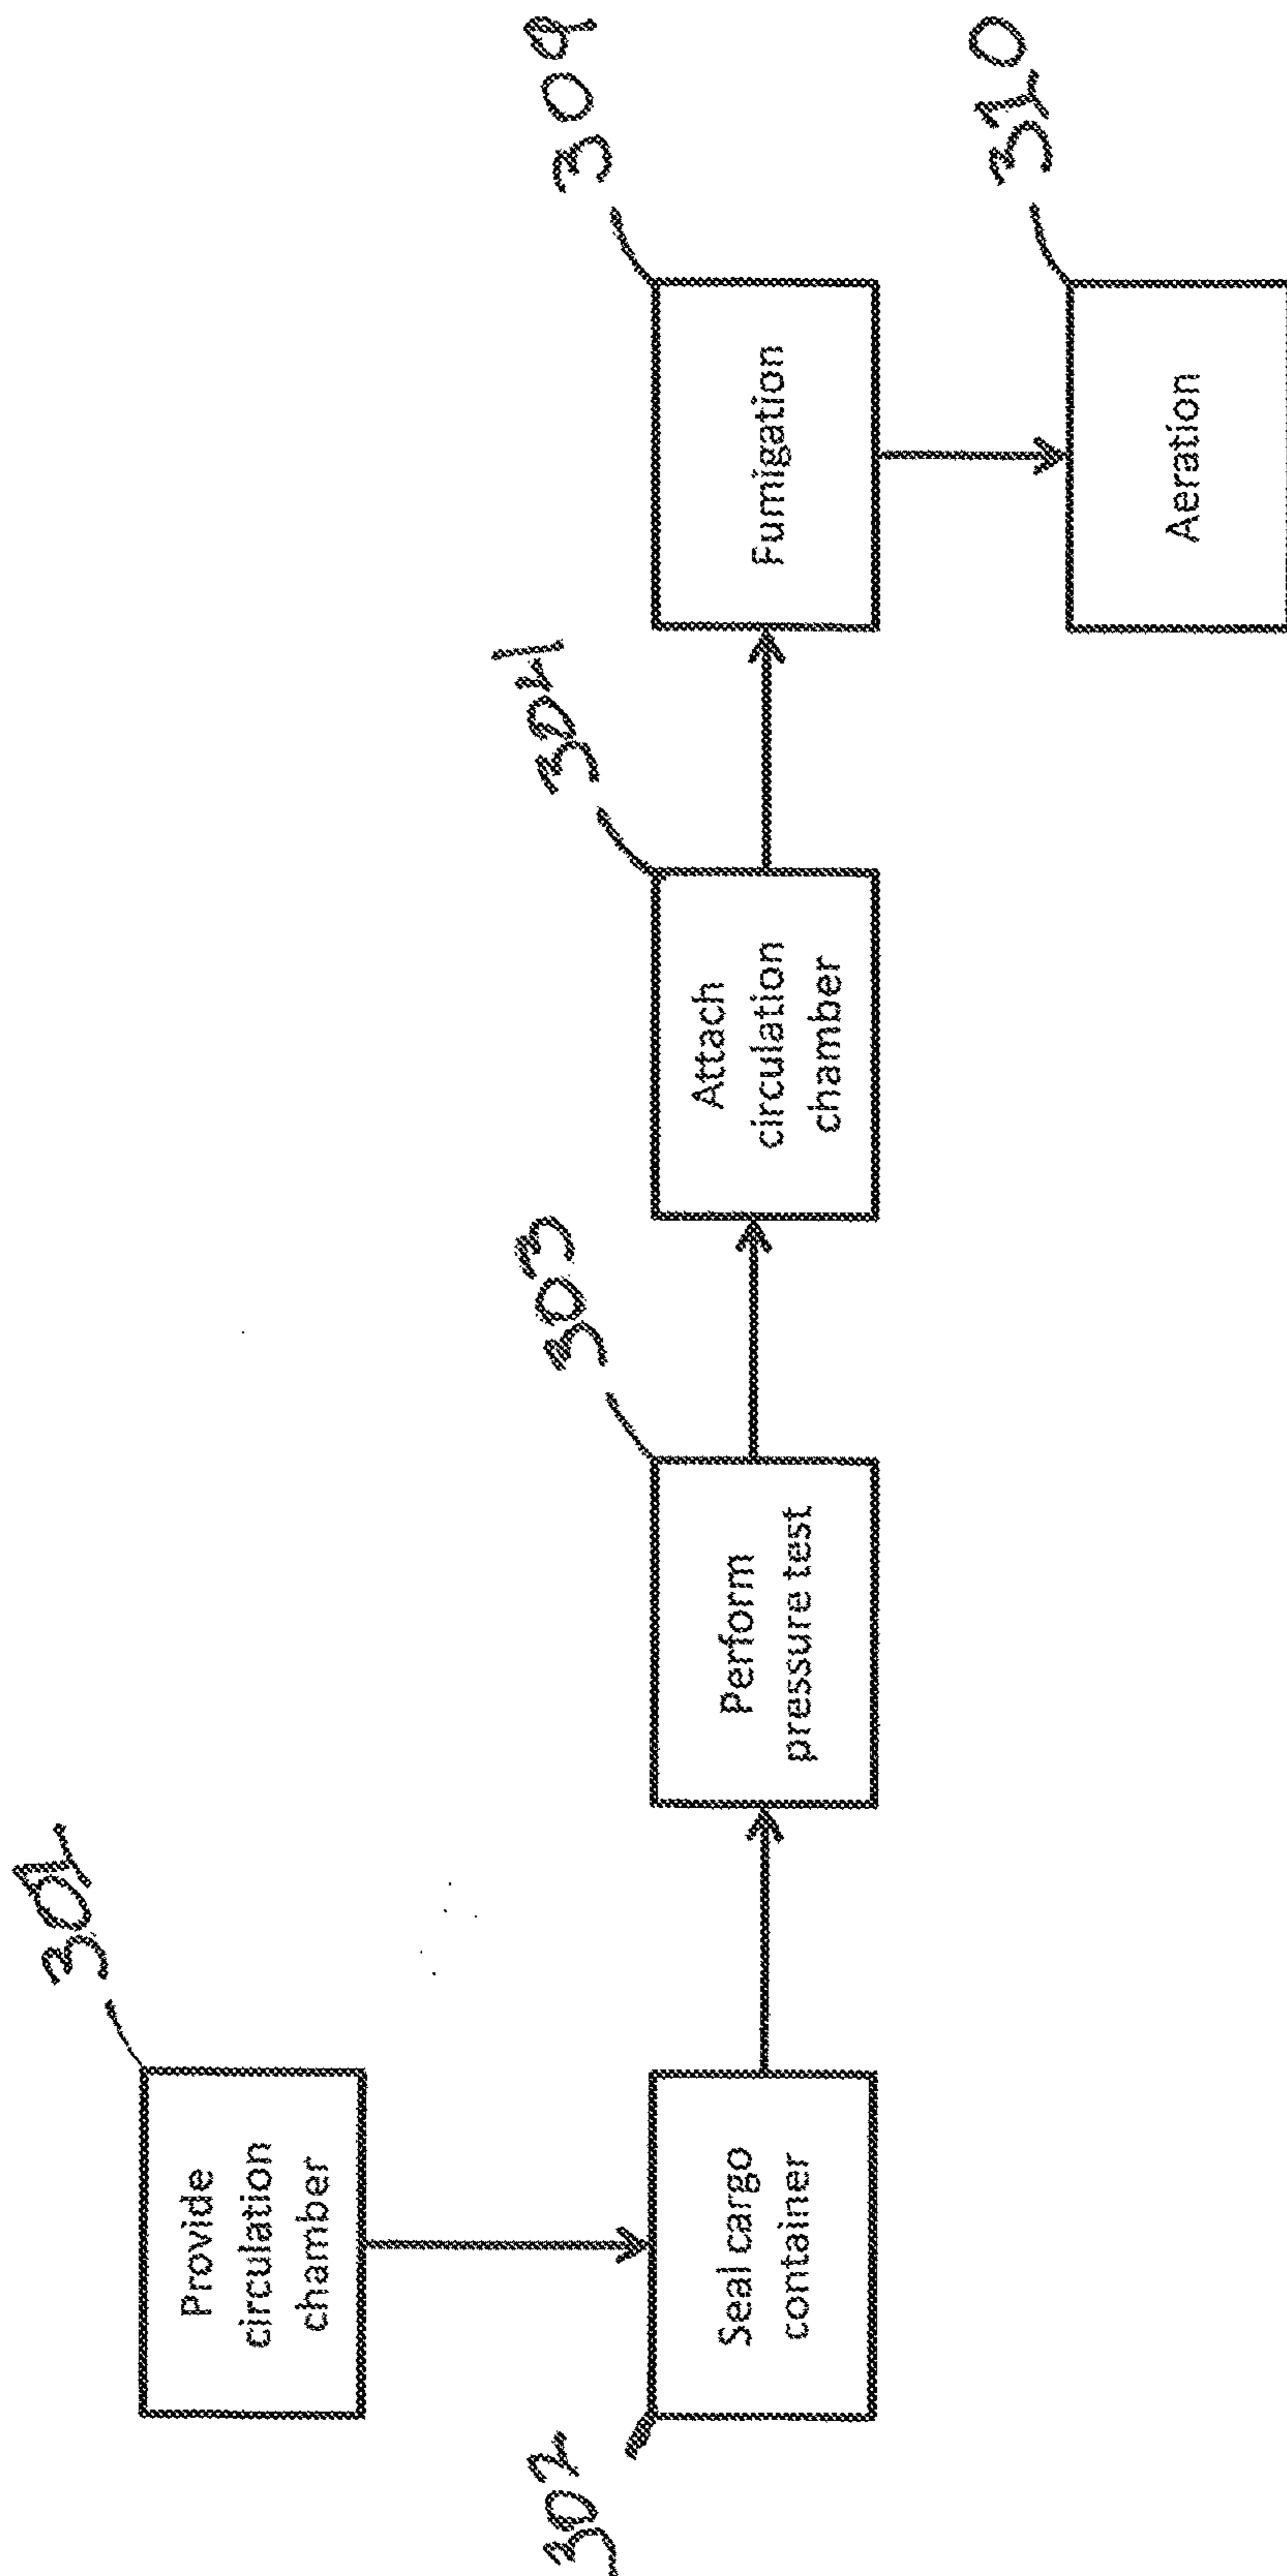 301
Provide
circulation
chamber
302
Seal cargo
container
303
Perform
pressure test
304
Attach
circulation
chamber
309
Fumigation
310
Aeration